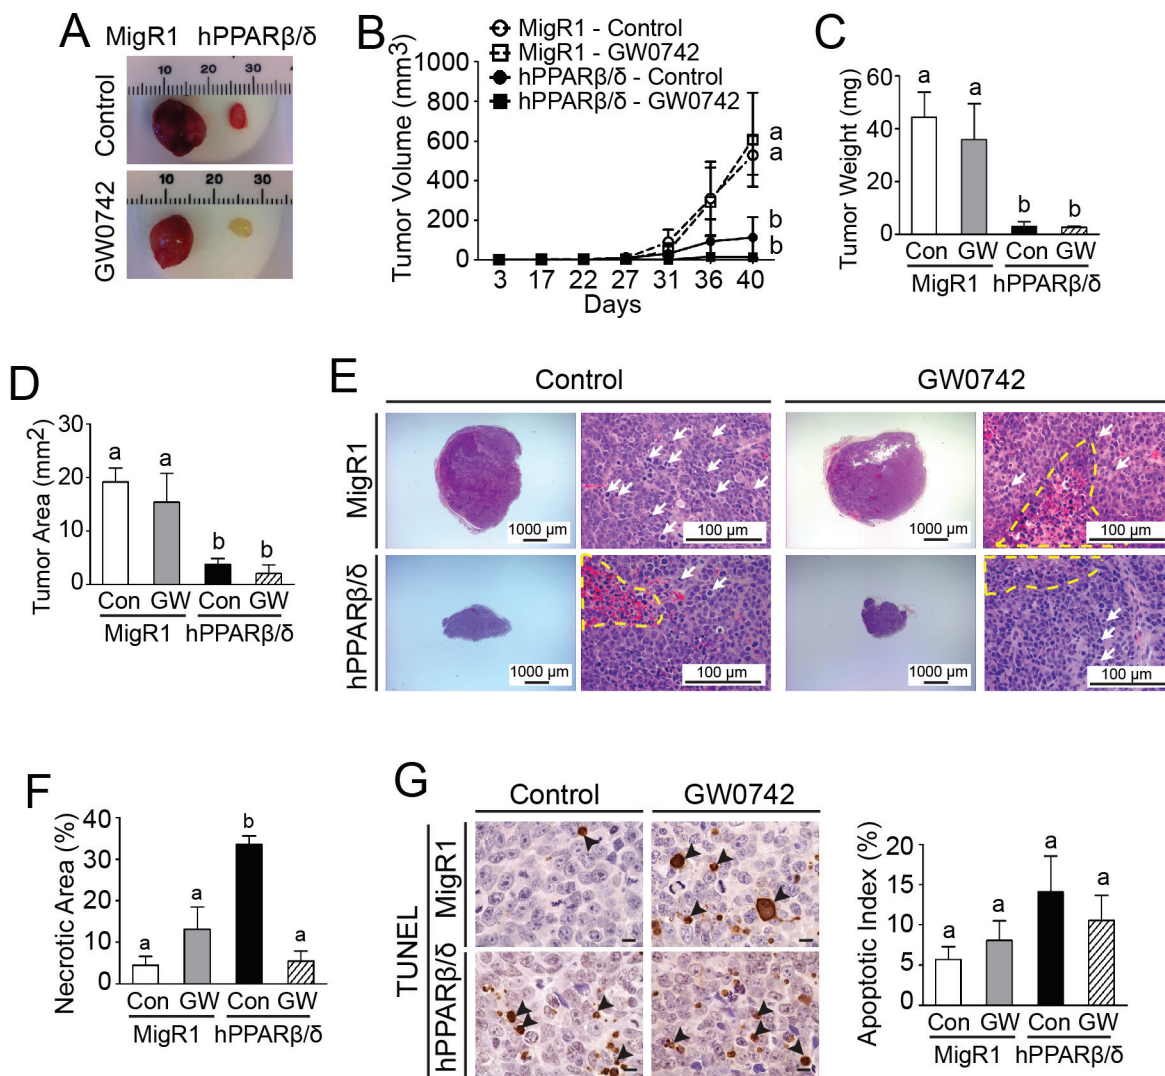 A
MigR1 hPPARβ/δ
Control
10 20 30
GW0742
10 20 30
B
MigR1 - Control
MigR1 - GW0742
hPPARβ/δ - Control
hPPARβ/δ - GW0742
Tumor Volume (mm3)
1000
800
600
400
200
0
a
a
b
b
3 17 22 27 31 36 40
Days
C
Tumor Weight (mg)
60
40
20
0
a a b b
Con GW Con GW
MigR1 hPPARβ/δ
D
Tumor Area (mm2)
30
20
10
0
a a b b
Con GW Con GW
MigR1 hPPARβ/δ
E
Control GW0742
MigR1
1000 µm 100 µm 1000 µm 100 µm
hPPARβ/δ
1000 µm 100 µm 1000 µm 100 µm
F
Necrotic Area (%)
40
30
20
10
0
a a b a
Con GW Con GW
MigR1 hPPARβ/δ
G
Control GW0742
TUNEL
MigR1
hPPARβ/δ
Apoptotic Index (%)
20
15
10
5
0
a a a a
Con GW Con GW
MigR1 hPPARβ/δ